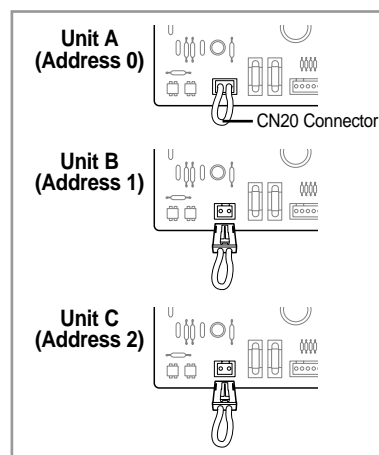 Unit A
(Address 0)
CN20 Connector
Unit B
(Address 1)
Unit C
(Address 2)